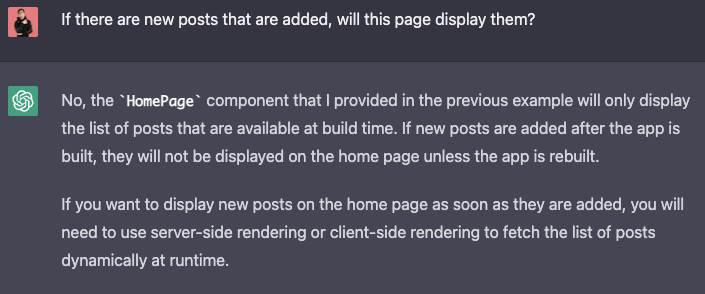 If there are new posts that are added, will this page display them?
No, the `HomePage` component that I provided in the previous example will only display
the list of posts that are available at build time. If new posts are added after the app is
built, they will not be displayed on the home page unless the app is rebuilt.
If you want to display new posts on the home page as soon as they are added, you will
need to use server-side rendering or client-side rendering to fetch the list of posts
dynamically at runtime.